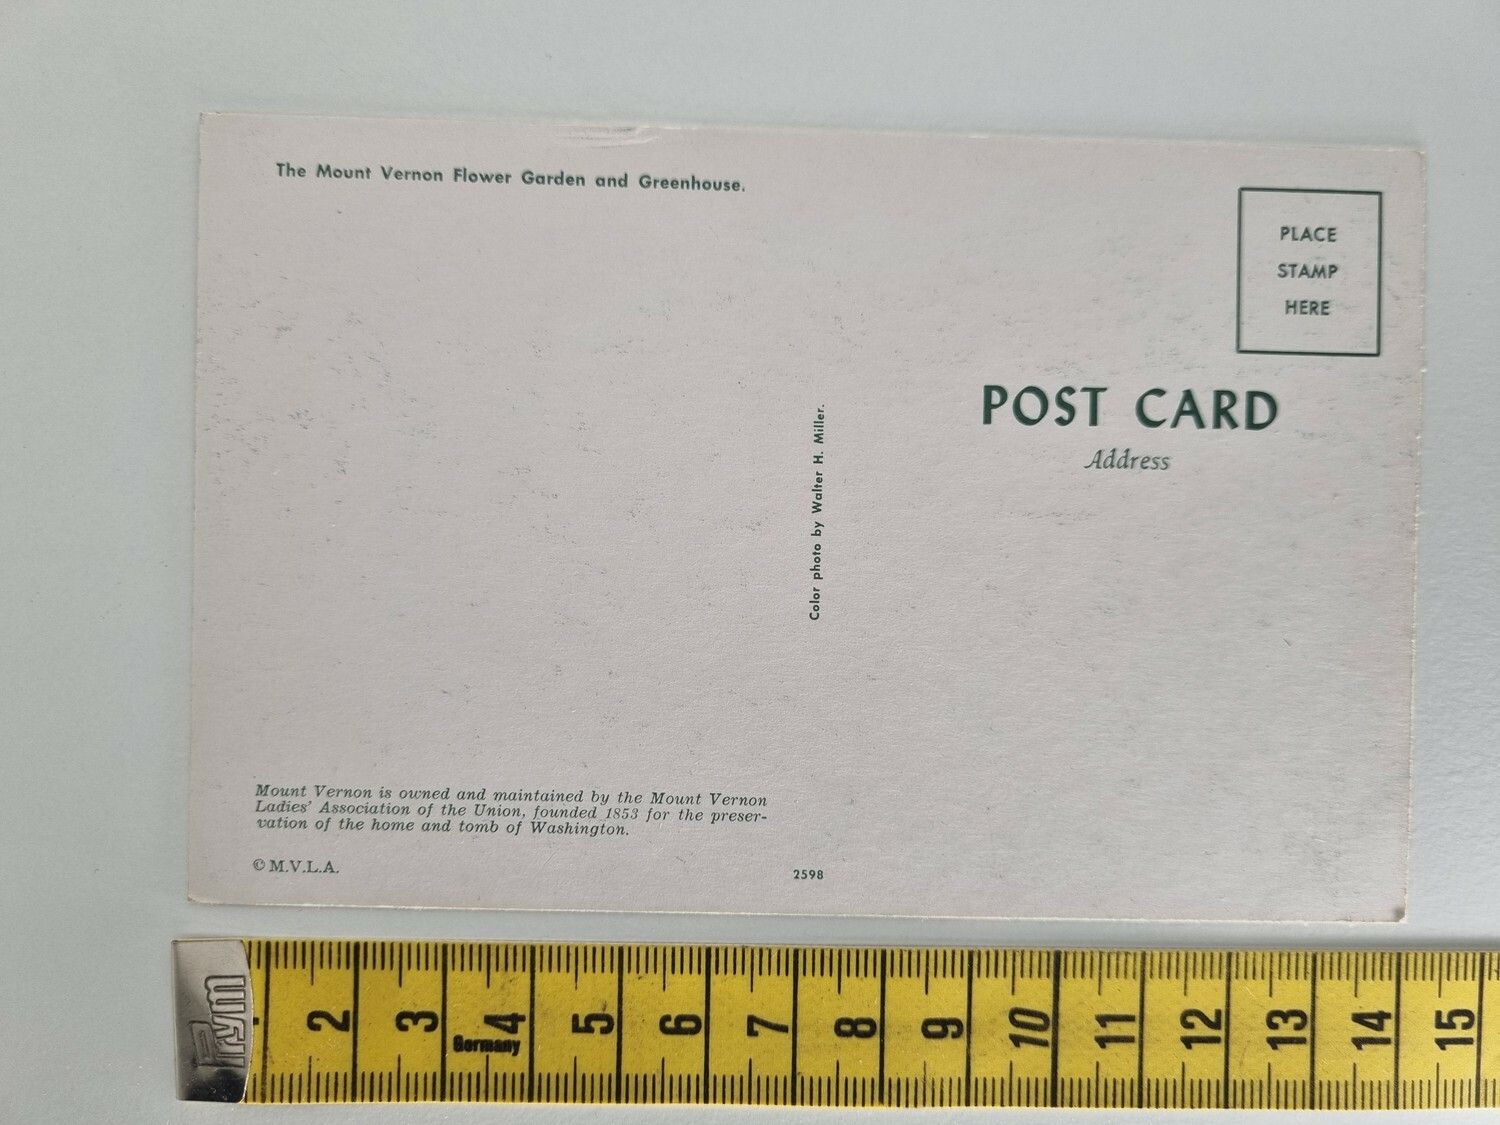 The Mount Vernon Flower Garden and Greenhouse.
PLACE
STAMP
HERE
POST CARD
Address
Color photo by Walter H. Miller.
Mount Vernon is owned and maintained by the Mount Vernon
Ladies' Association of the Union, founded 1853 for the preser-
vation of the home and tomb of Washington.
© M.V.L.A.
2598
Prym
2 3 4 5 6 7 8 9 10 11 12 13 14 15
Germany